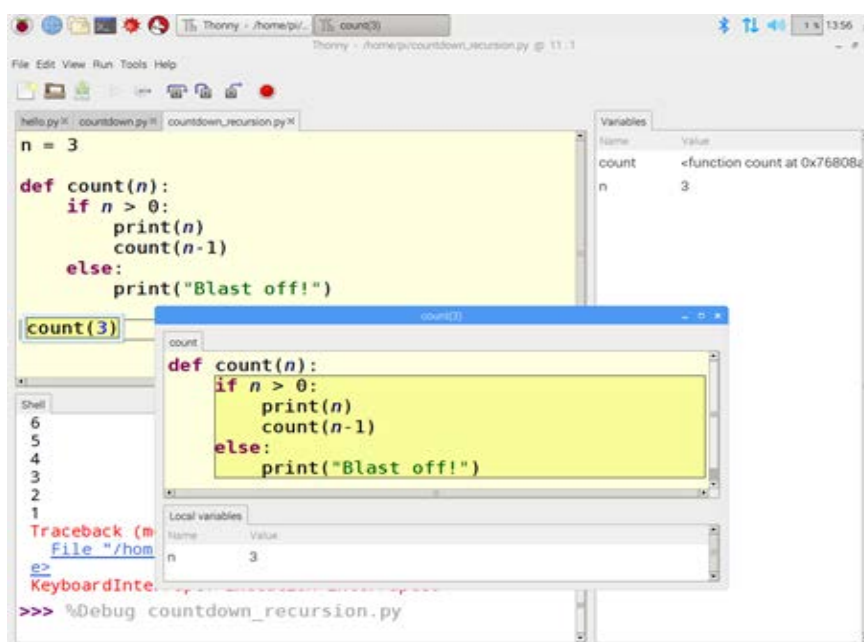 Thonny - /home/pi/... count(3) 1 % 13:56
Thonny - /home/pi/countdown_recursion.py @ 11 : 1
File Edit View Run Tools Help
hello.py countdown.py countdown_recursion.py
n = 3
def count(n):
if n > 0:
print(n)
count(n-1)
else:
print("Blast off!")
count(3)
Variables
Name Value
count <function count at 0x76808a
n 3
count(3)
count
def count(n):
if n > 0:
print(n)
count(n-1)
else:
print("Blast off!")
Local variables
Name Value
n 3
Shell
6
5
4
3
2
1
Traceback (m
File "/hom
e>
KeyboardInte
>>> %Debug countdown_recursion.py